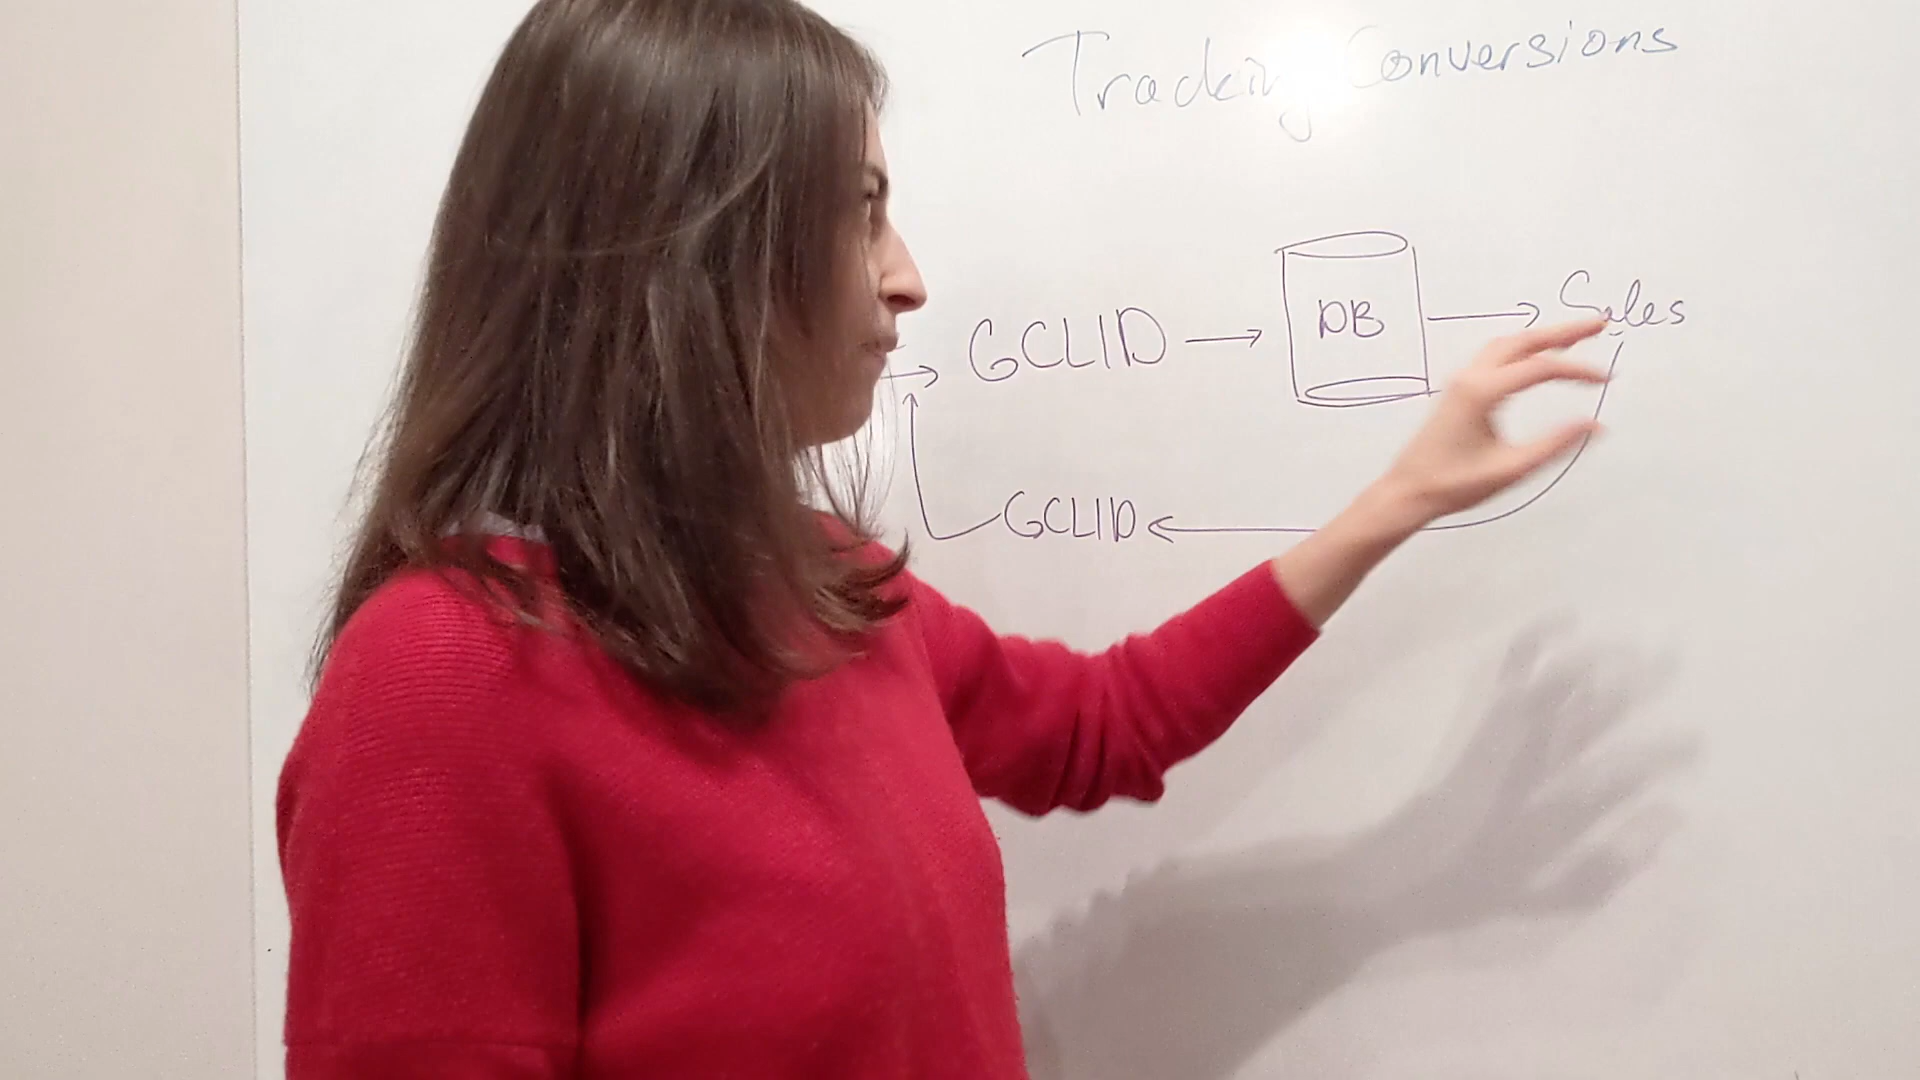 Tracking Conversions
GCLID → DB → Sales
GCLID